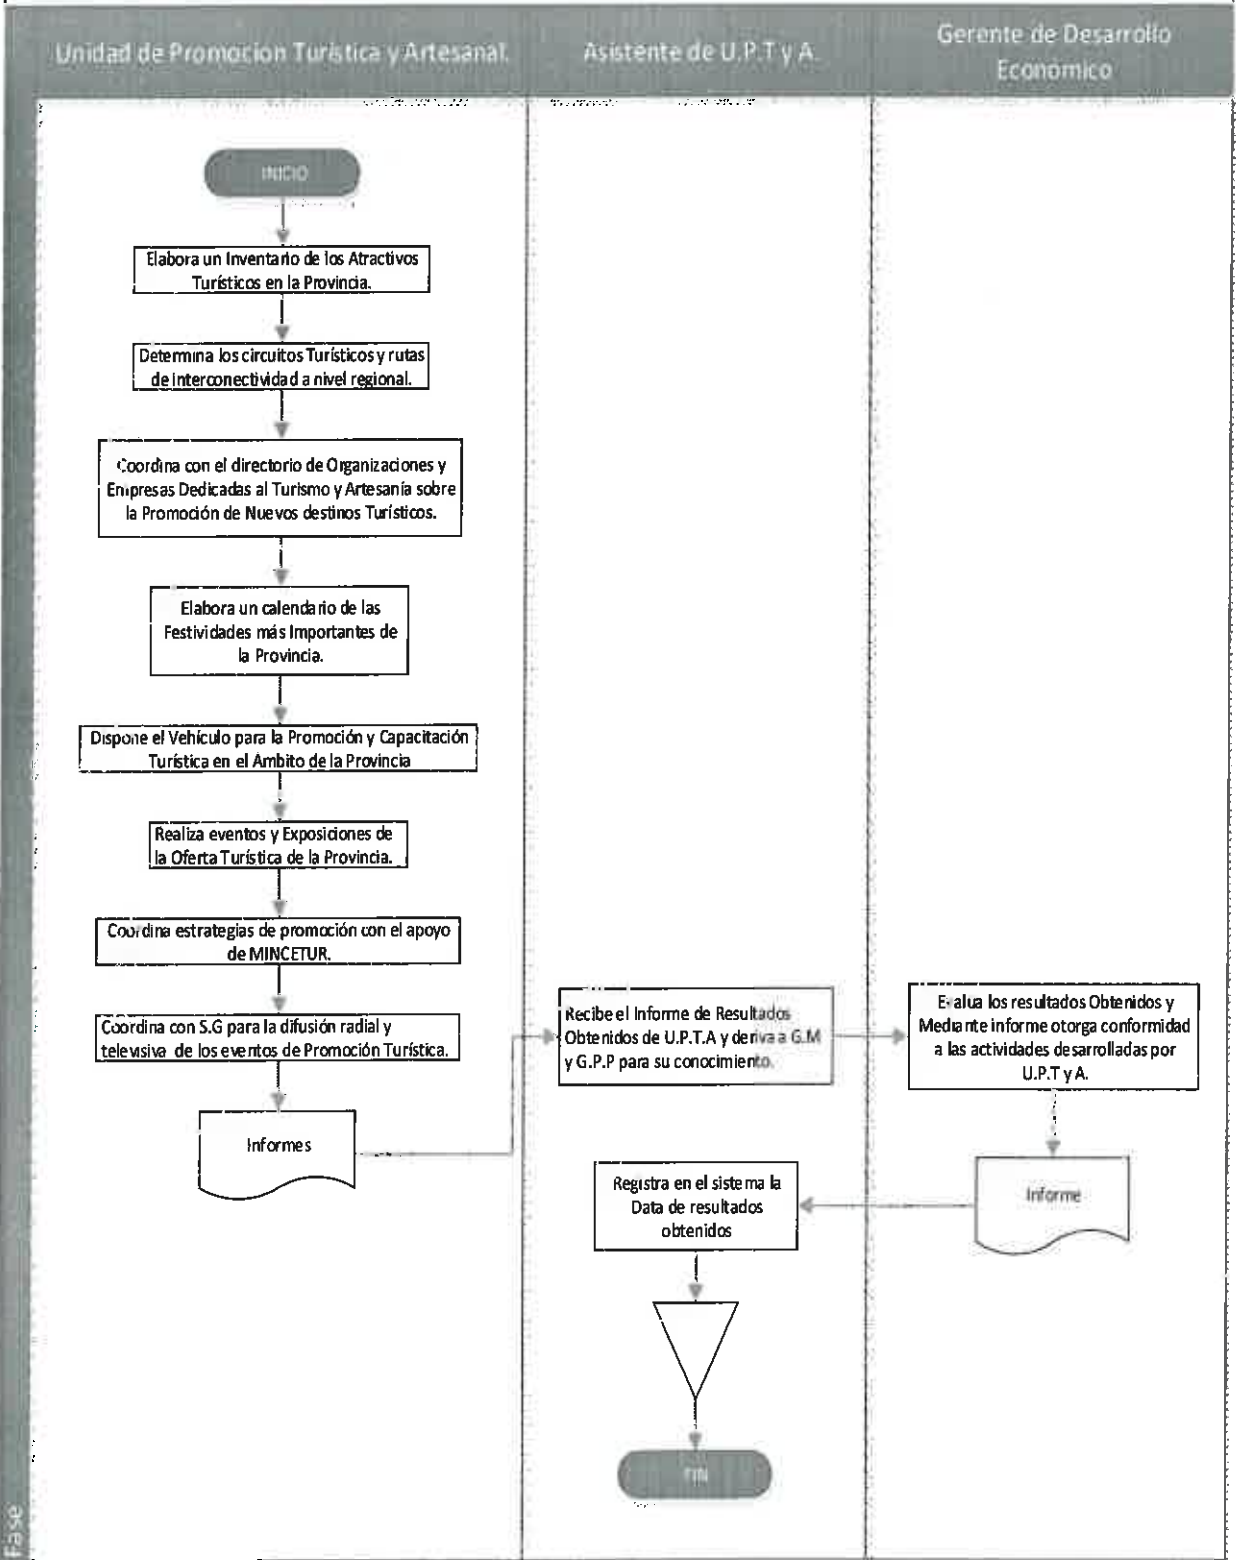 Unidad de Promocion Turística y Artesanal.
Asistente de U.P.T y A.
Gerente de Desarrollo
Económico
INICIO
Elabora un Inventario de los Atractivos
Turísticos en la Provincia.
Determina los circuitos Turísticos y rutas
de Interconectividad a nivel regional.
Coordina con el directorio de Organizaciones y
Empresas Dedicadas al Turismo y Artesanía sobre
la Promoción de Nuevos destinos Turísticos.
Elabora un calendario de las
Festividades más Importantes de
la Provincia.
Dispone el Vehículo para la Promoción y Capacitación
Turística en el Ámbito de la Provincia
Realiza eventos y Exposiciones de
la Oferta Turística de la Provincia.
Coordina estrategias de promoción con el apoyo
de MINCETUR.
Coordina con S.G para la difusión radial y
televisiva de los eventos de Promoción Turística.
Informes
Recibe el Informe de Resultados
Obtenidos de U.P.T.A y deriva a G.M
y G.P.P para su conocimiento.
Evalua los resultados Obtenidos y
Mediante informe otorga conformidad
a las actividades desarrolladas por
U.P.T y A.
Informe
Registra en el sistema la
Data de resultados
obtenidos
FIN
Fase